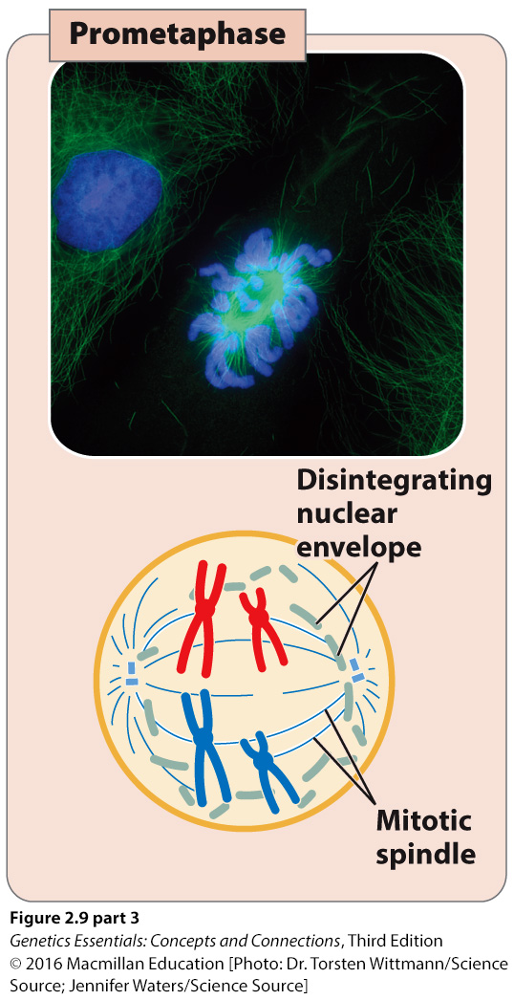 Prometaphase
Disintegrating
nuclear
envelope
Mitotic
spindle
Figure 2.9 part 3
Genetics Essentials: Concepts and Connections, Third Edition
© 2016 Macmillan Education [Photo: Dr. Torsten Wittmann/Science
Source; Jennifer Waters/Science Source]